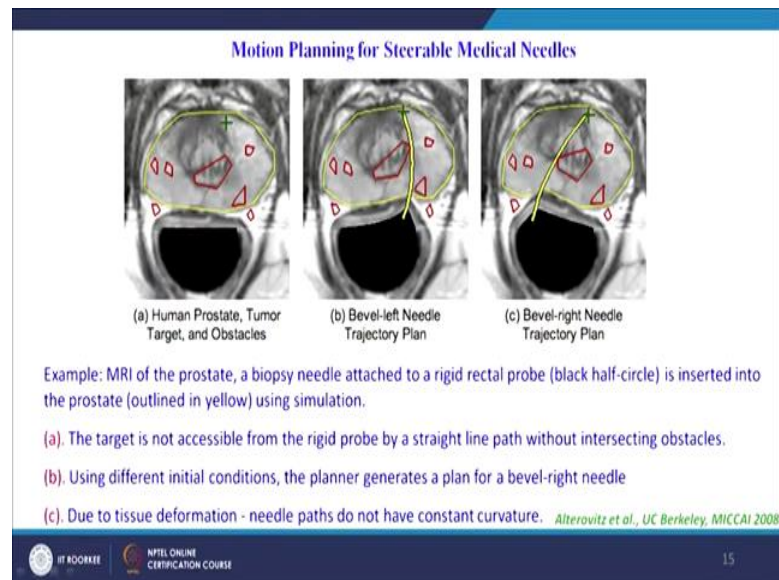 Motion Planning for Steerable Medical Needles
(a) Human Prostate, Tumor
Target, and Obstacles
(b) Bevel-left Needle
Trajectory Plan
(c) Bevel-right Needle
Trajectory Plan
Example: MRI of the prostate, a biopsy needle attached to a rigid rectal probe (black half-circle) is inserted into
the prostate (outlined in yellow) using simulation.
(a). The target is not accessible from the rigid probe by a straight line path without intersecting obstacles.
(b). Using different initial conditions, the planner generates a plan for a bevel-right needle
(c). Due to tissue deformation - needle paths do not have constant curvature. Alterovitz et al., UC Berkeley, MICCAI 2008
IIT ROORKEE
NPTEL ONLINE
CERTIFICATION COURSE
15